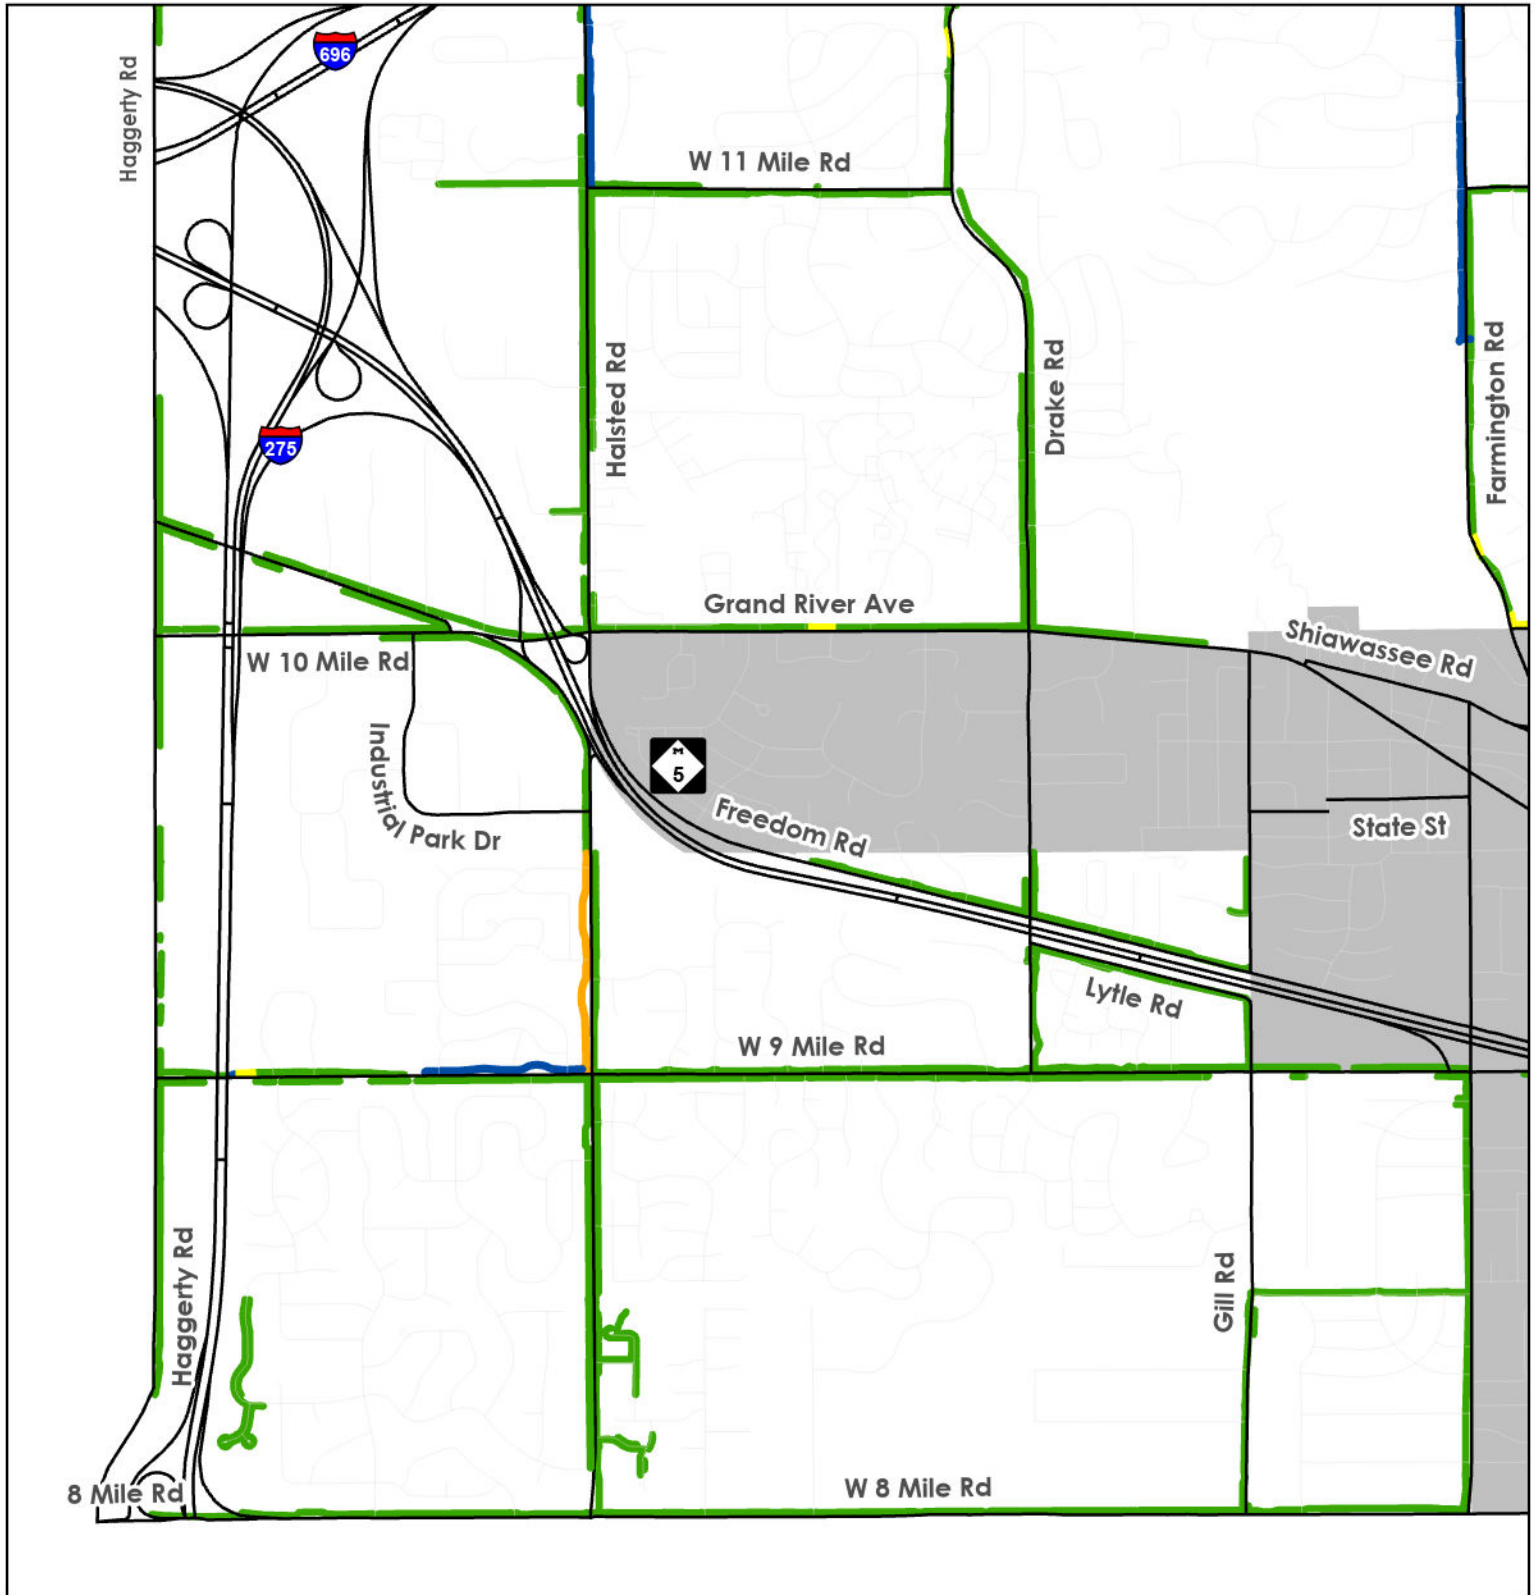 696
Haggerty Rd
W 11 Mile Rd
Halsted Rd
Drake Rd
Farmington Rd
275
Grand River Ave
Shiawassee Rd
W 10 Mile Rd
Industrial Park Dr
M
5
Freedom Rd
State St
Lytle Rd
W 9 Mile Rd
Haggerty Rd
Gill Rd
8 Mile Rd
W 8 Mile Rd